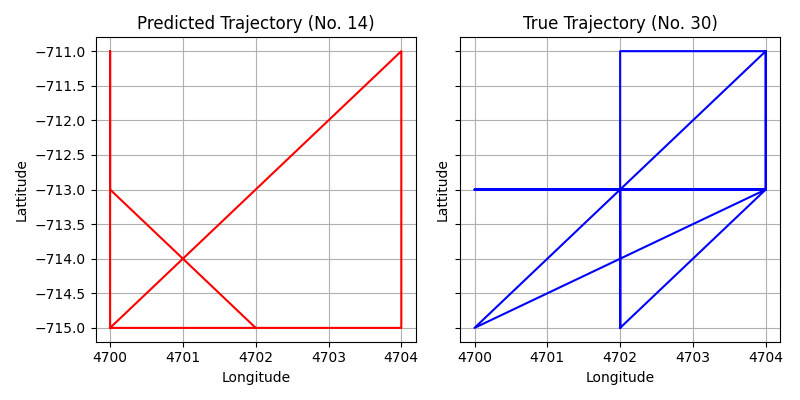 Predicted Trajectory (No. 14)
Lattitude
−711.0
−711.5
−712.0
−712.5
−713.0
−713.5
−714.0
−714.5
−715.0
4700 4701 4702 4703 4704
Longitude
True Trajectory (No. 30)
Lattitude
4700 4701 4702 4703 4704
Longitude